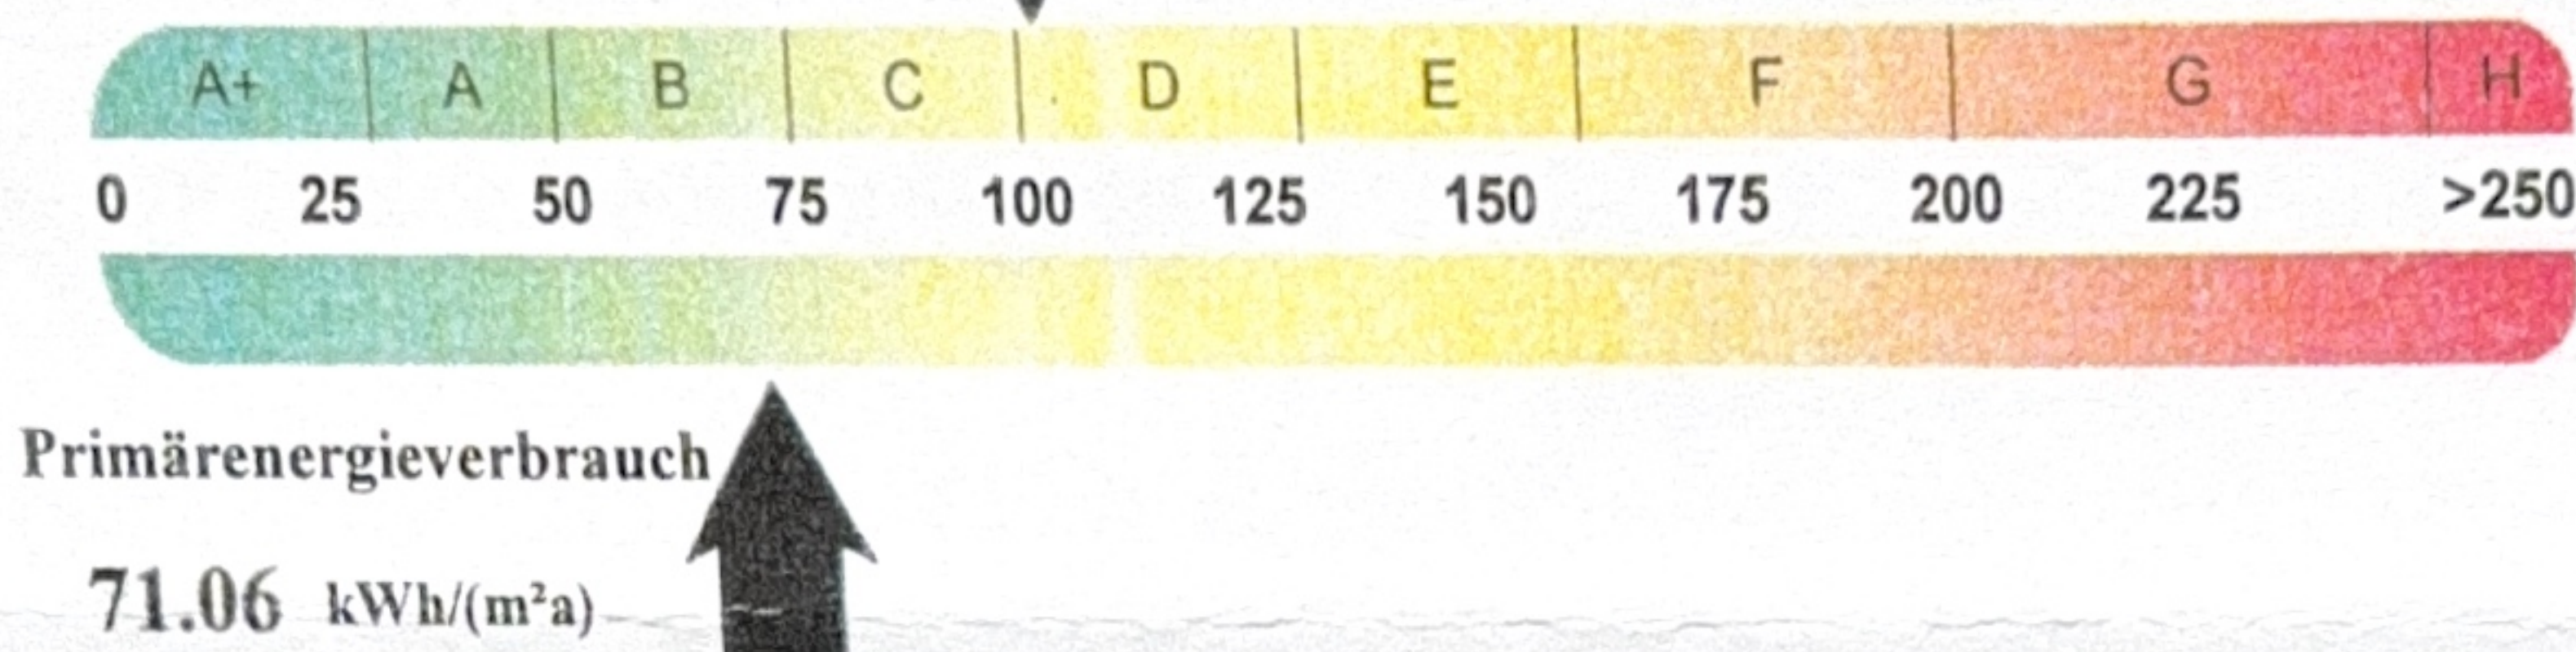 A+ A B C D E F G H
0 25 50 75 100 125 150 175 200 225 >250
Primärenergieverbrauch
71.06 kWh/(m²a)